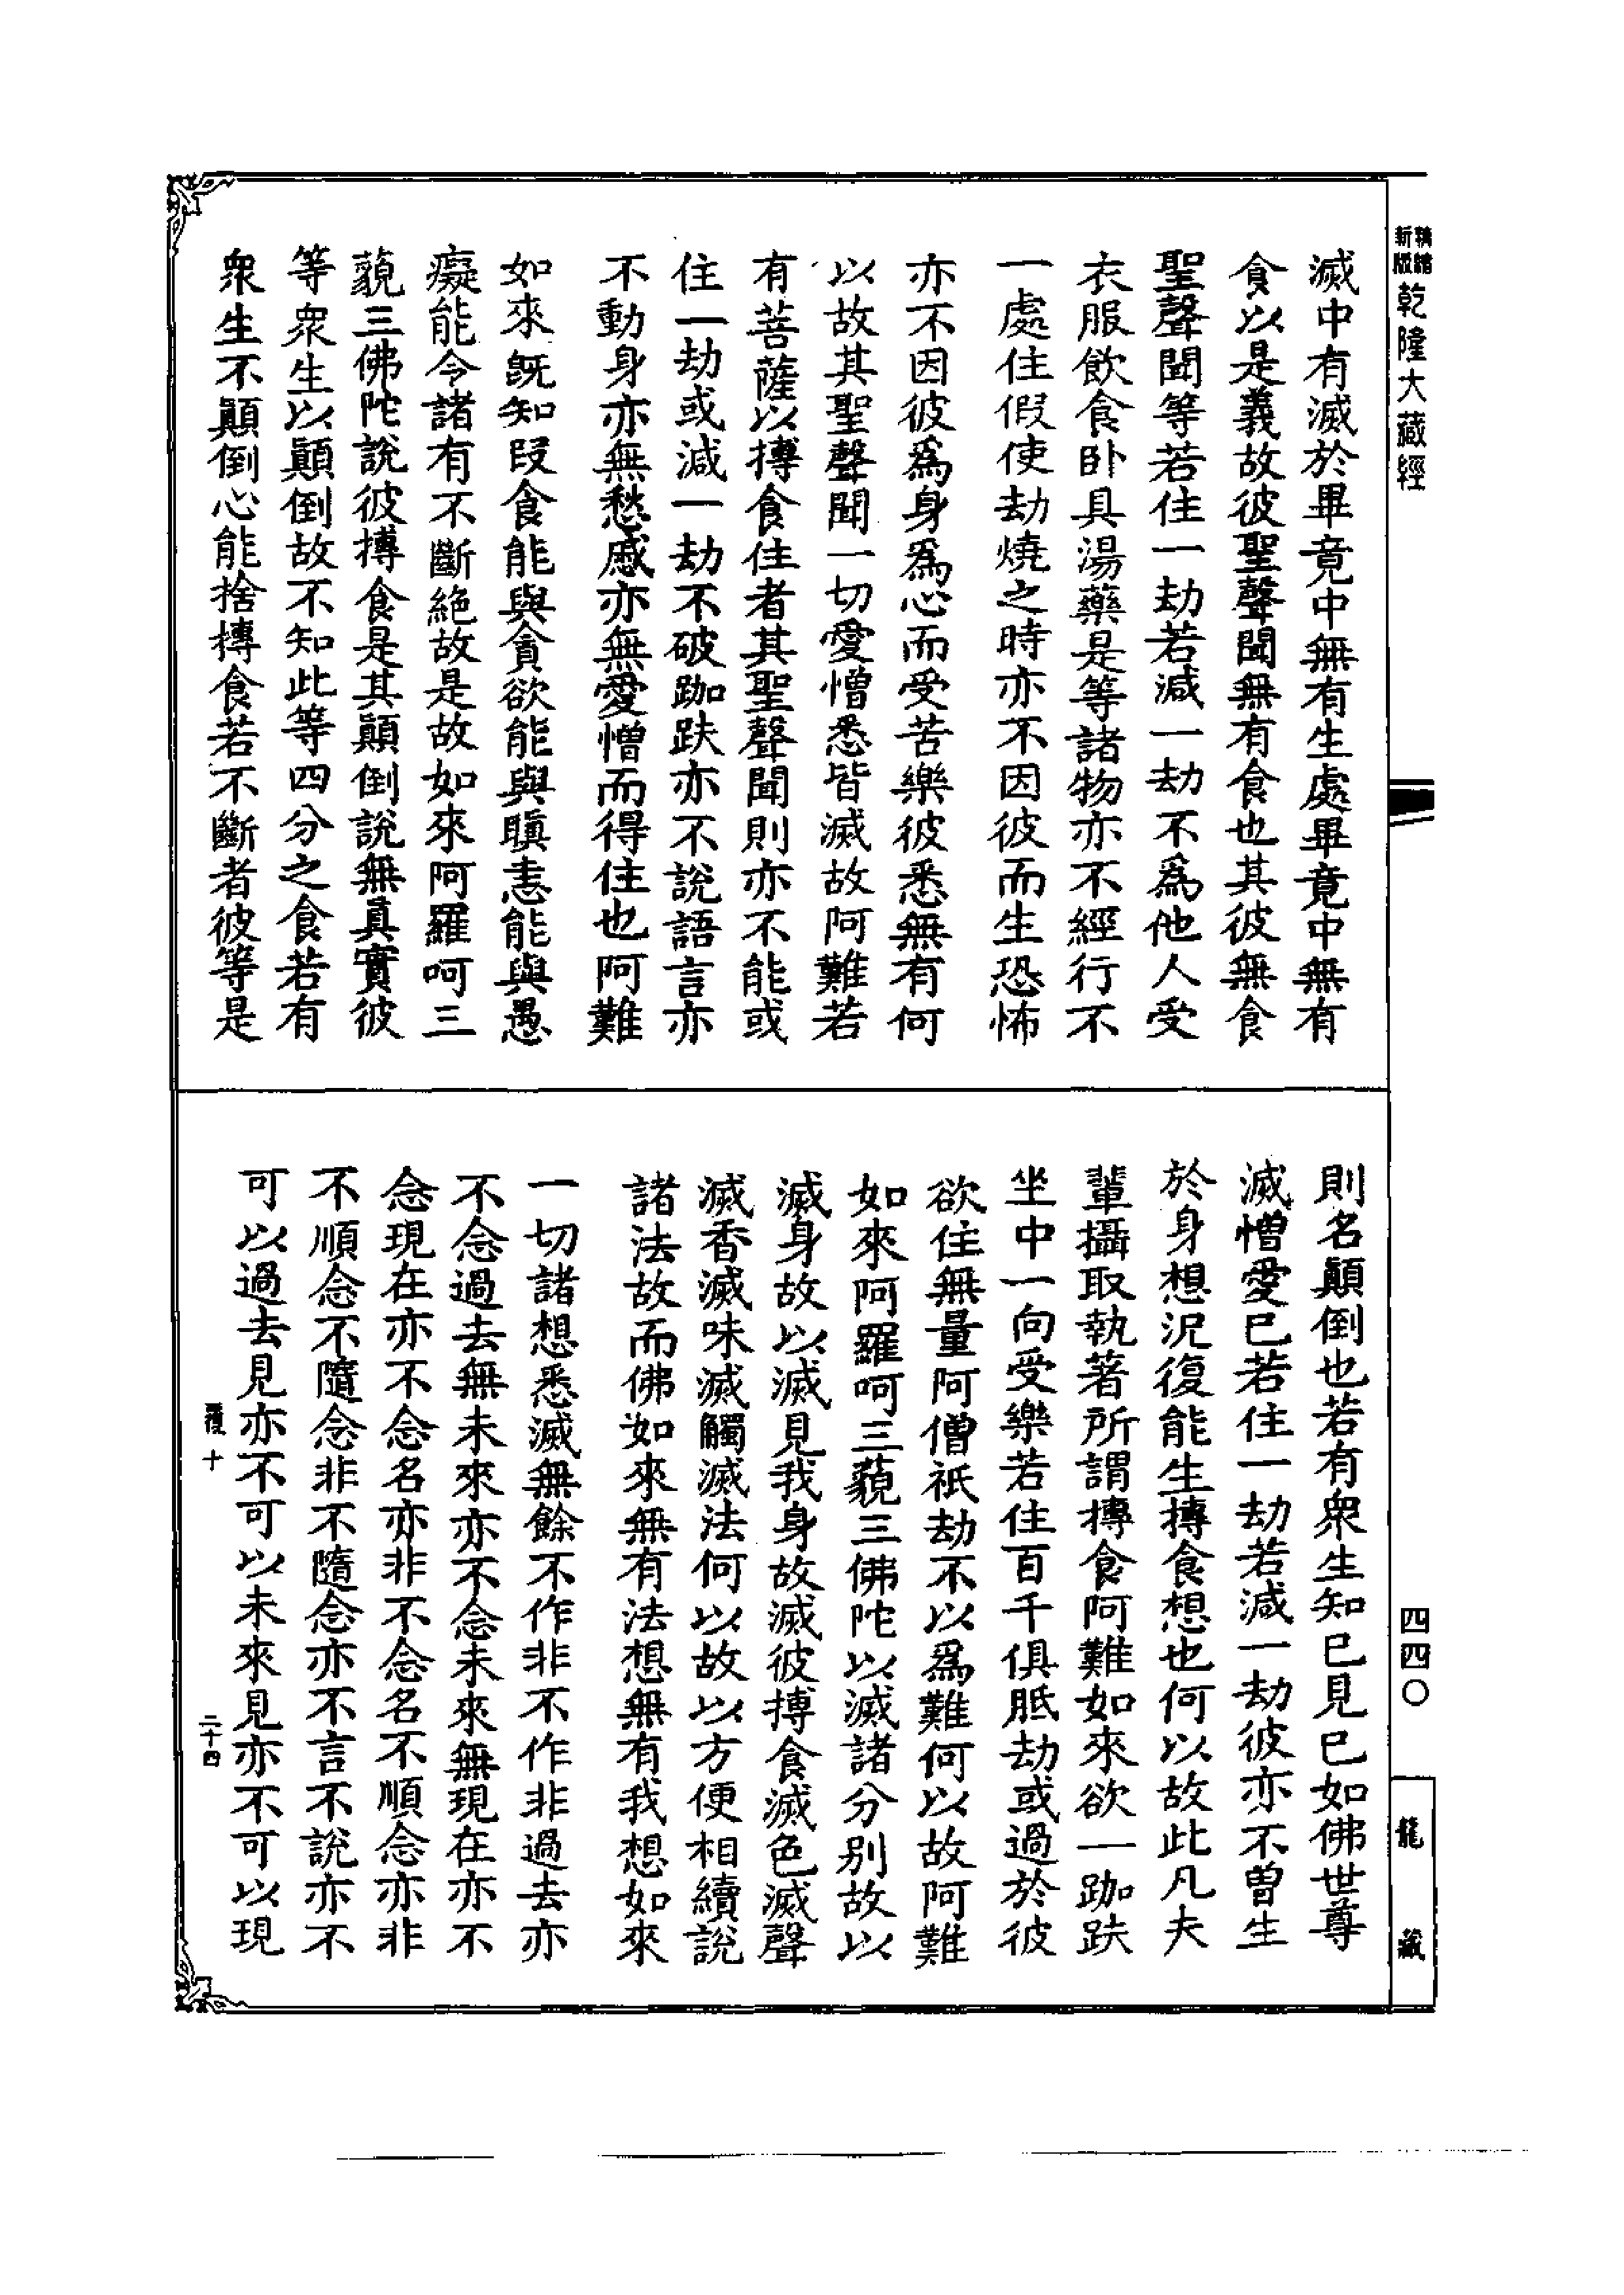 精縮
新版
乾隆大藏經
滅中有滅於畢竟中無有生處畢竟中無有
食以是義故彼聖聲聞無有食也其彼無食
聖聲聞等若住一劫若減一劫不為他人受
衣服飲食卧具湯藥是等諸物亦不經行不
一處住假使劫燒之時亦不因彼而生恐怖
亦不因彼為身為心而受苦樂彼悉無有何
以故其聖聲聞一切愛憎悉皆滅故阿難若
有菩薩以摶食住者其聖聲聞則亦不能或
住一劫或減一劫不破跏趺亦不說語言亦
不動身亦無愁慼亦無愛憎而得住也阿難
如來既知段食能與貪欲能與瞋恚能與愚
癡能令諸有不斷絕故是故如來阿羅呵三
藐三佛陀說彼摶食是其顛倒說無真實彼
等衆生以顛倒故不知此等四分之食若有
衆生不顛倒心能捨摶食若不斷者彼等是
則名顛倒也若有衆生知已見已如佛世尊
滅憎愛已若住一劫若減一劫彼亦不曾生
於身想況復能生摶食想也何以故此凡夫
輩攝取執著所謂摶食阿難如來欲一跏趺
坐中一向受樂若住百千俱胝劫或過於彼
欲住無量阿僧祇劫不以為難何以故阿難
如來阿羅呵三藐三佛陀以滅諸分別故以
滅身故以滅見我身故滅彼摶食滅色滅聲
滅香滅味滅觸滅法何以故以方便相續說
諸法故而佛如來無有法想無有我想如來
一切諸想悉滅無餘不作非不作非過去亦
不念過去無未來亦不念未來無現在亦不
念現在亦不念名亦非不念名不順念亦非
不順念不隨念非不隨念亦不言不說亦不
可以過去見亦不可以未來見亦不可以現
覆十
二十四
四四〇
龍藏